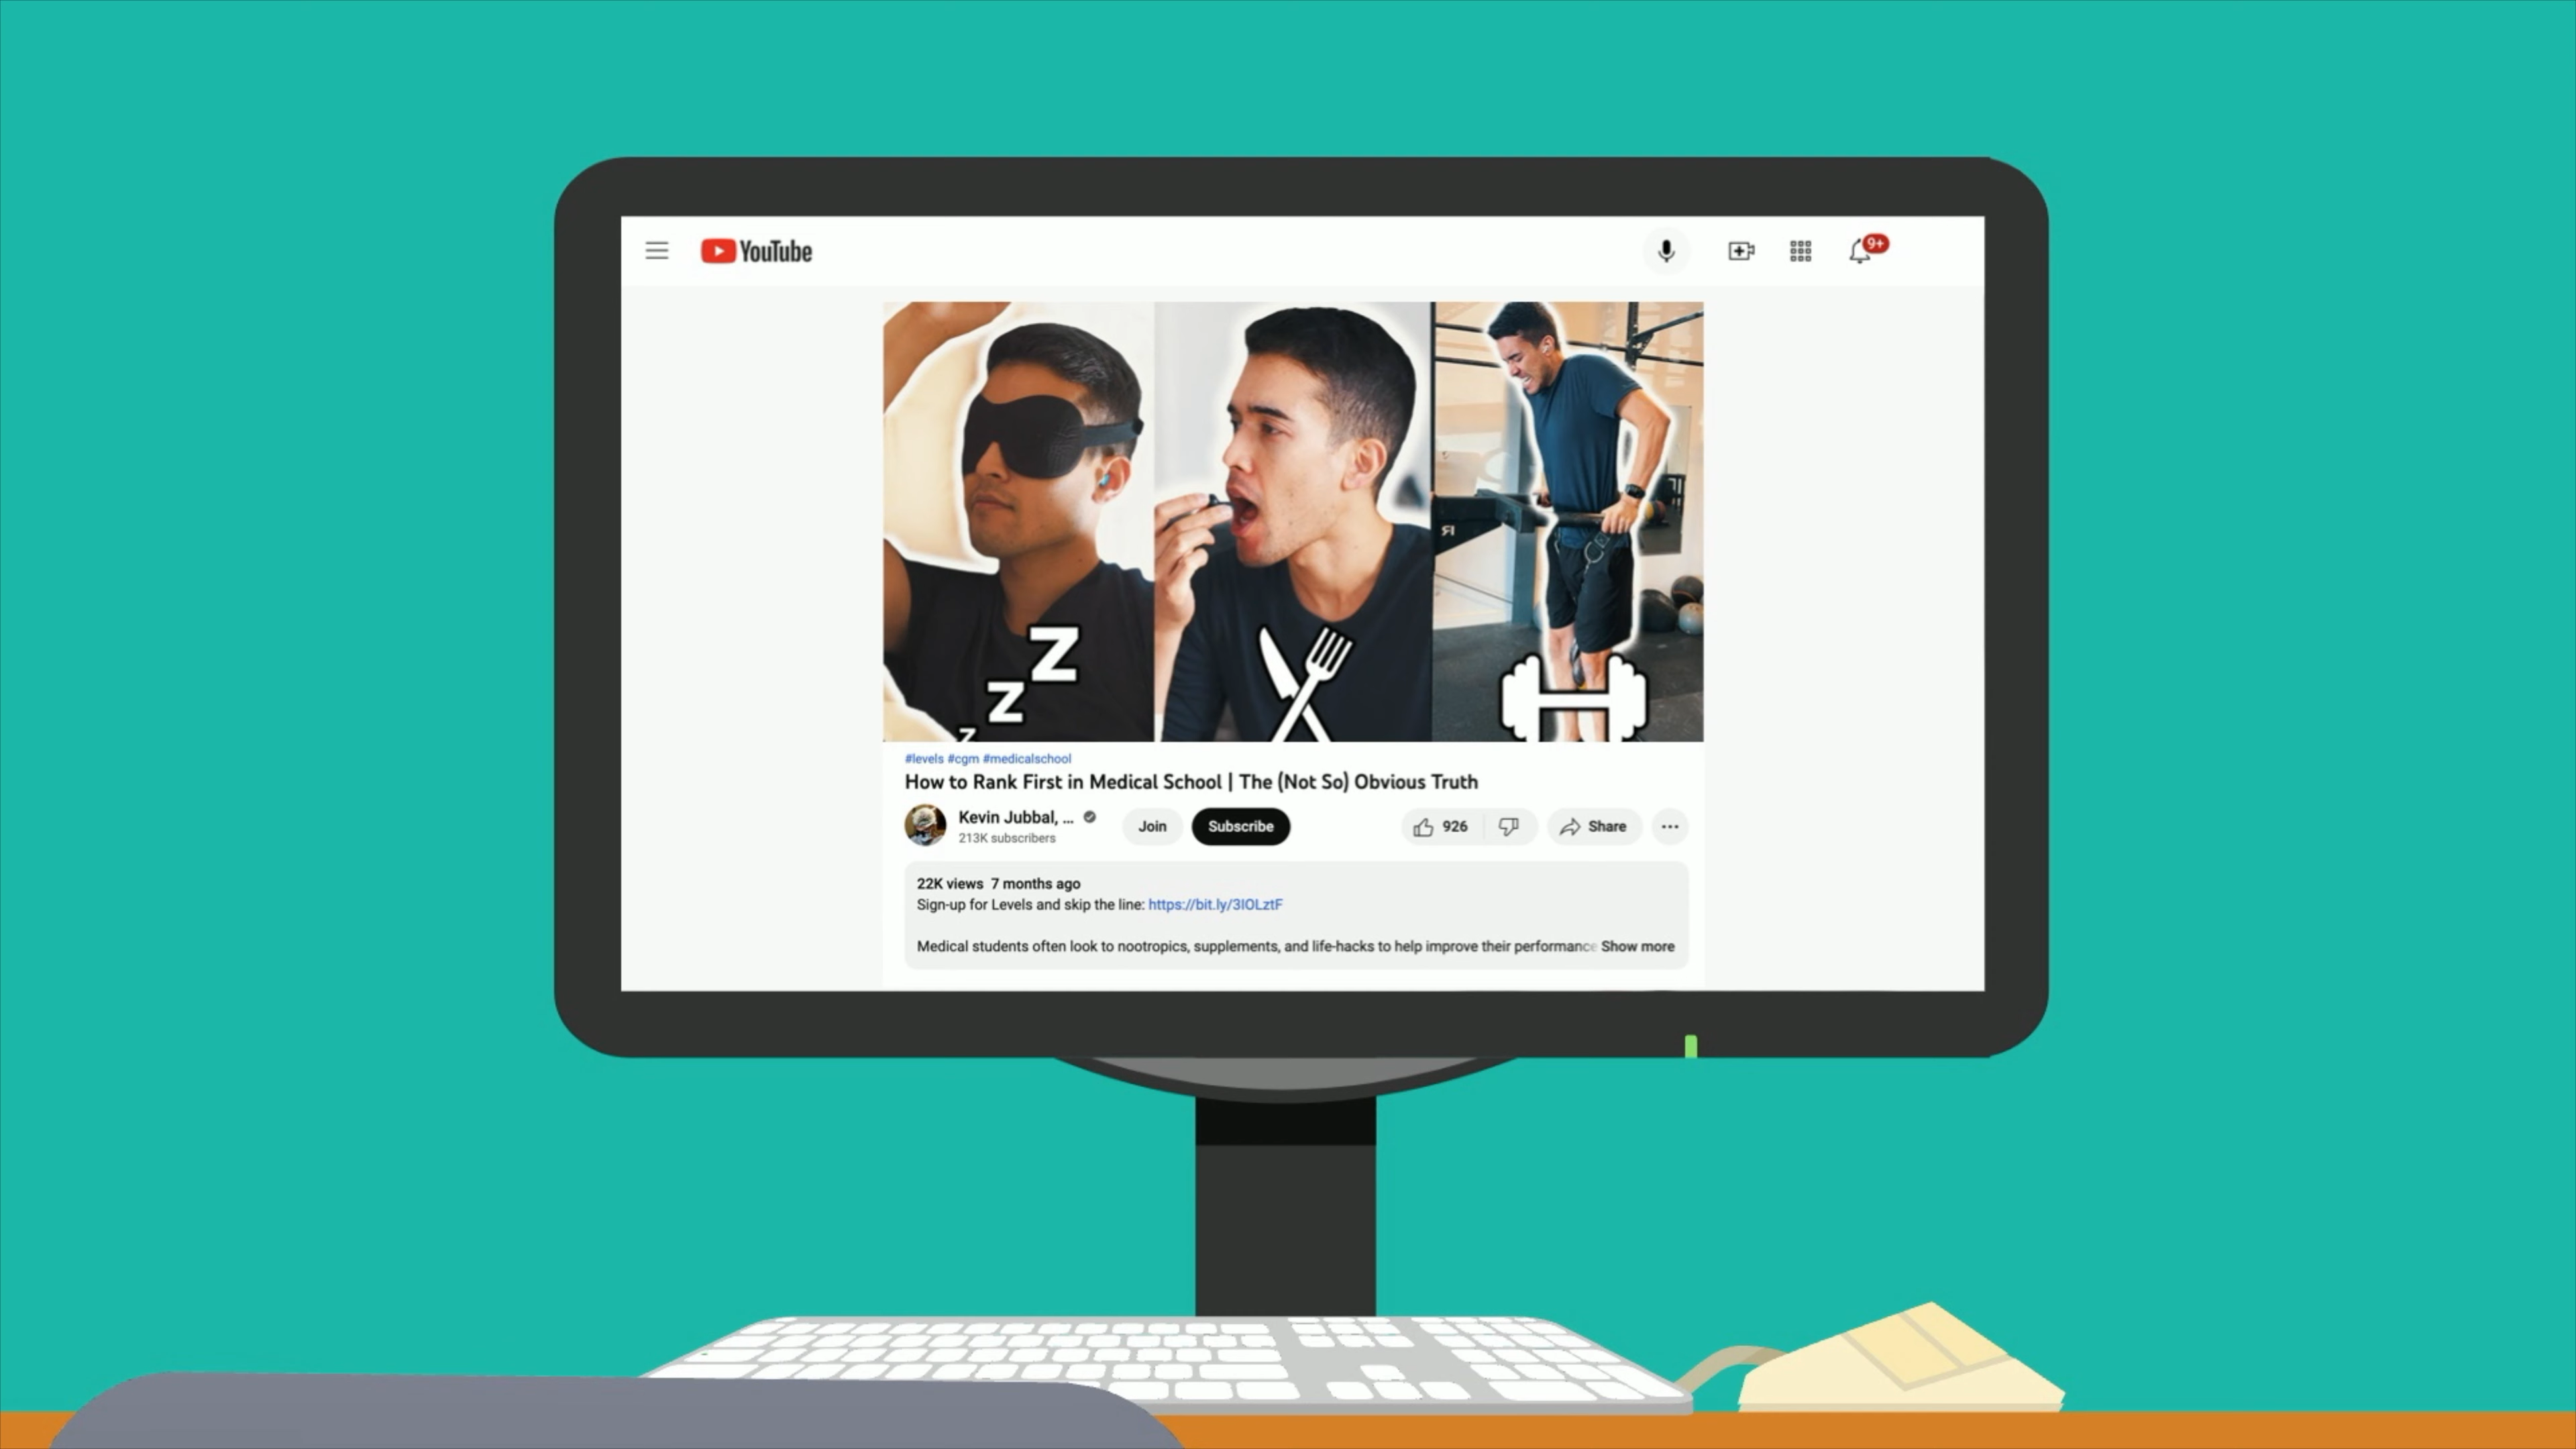 YouTube
9+
Z
Z
Z
#levels #cgm #medicalschool
How to Rank First in Medical School | The (Not So) Obvious Truth
Kevin Jubbal, ...
213K subscribers
Join
Subscribe
926
Share
22K views 7 months ago
Sign-up for Levels and skip the line: https://bit.ly/3IOLztF
Medical students often look to nootropics, supplements, and life-hacks to help improve their performance Show more